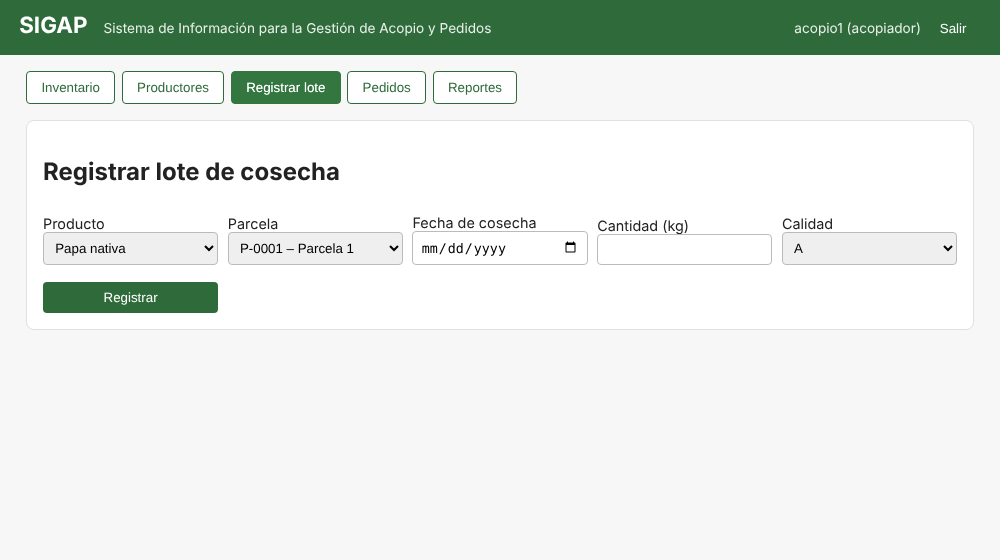 SIGAP Sistema de Información para la Gestión de Acopio y Pedidos acopio1 (acopiador) Salir
Inventario Productores Registrar lote Pedidos Reportes
Registrar lote de cosecha
Producto Parcela Fecha de cosecha Cantidad (kg) Calidad
Papa nativa P-0001 – Parcela 1 mm/dd/yyyy A
Registrar